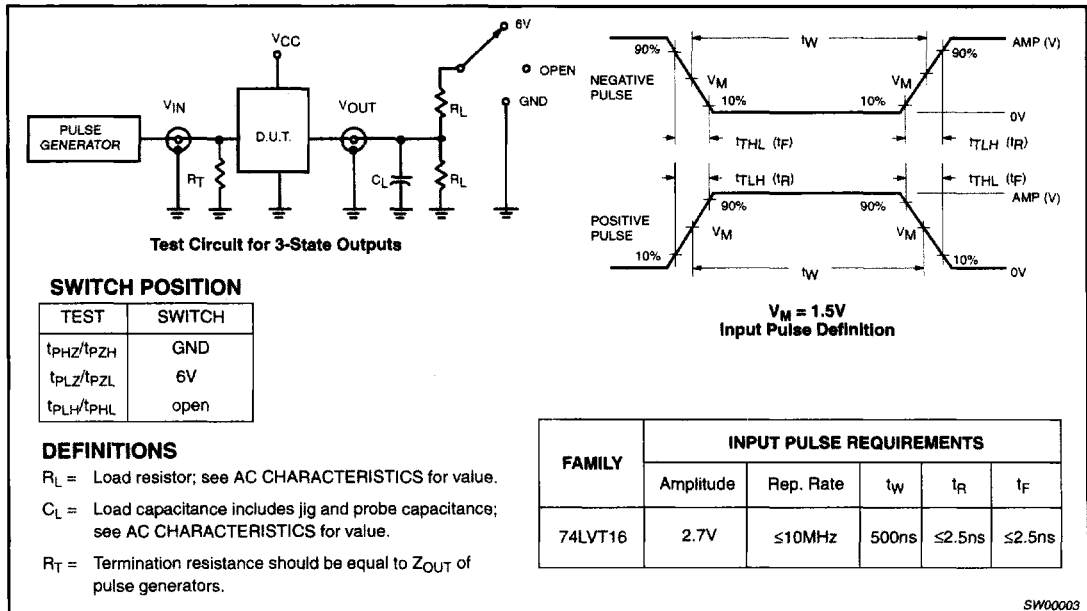 6V
OPEN
GND
VCC
VIN
VOUT
PULSE
GENERATOR
D.U.T.
RT
CL
RL
RL
Test Circuit for 3-State Outputs
90%
tW
90%
AMP (V)
NEGATIVE
PULSE
VM
VM
10%
10%
0V
tTHL (tF)
tTLH (tR)
tTLH (tR)
tTHL (tF)
AMP (V)
90%
90%
POSITIVE
PULSE
VM
VM
10%
10%
tW
0V
VM = 1.5V
Input Pulse Definition
SWITCH POSITION
TEST SWITCH
tPHZ/tPZH GND
tPLZ/tPZL 6V
tPLH/tPHL open
DEFINITIONS
RL = Load resistor; see AC CHARACTERISTICS for value.
CL = Load capacitance includes jig and probe capacitance;
see AC CHARACTERISTICS for value.
RT = Termination resistance should be equal to ZOUT of
pulse generators.
FAMILY INPUT PULSE REQUIREMENTS
Amplitude Rep. Rate tW tR tF
74LVT16 2.7V ≤10MHz 500ns ≤2.5ns ≤2.5ns
SW00003